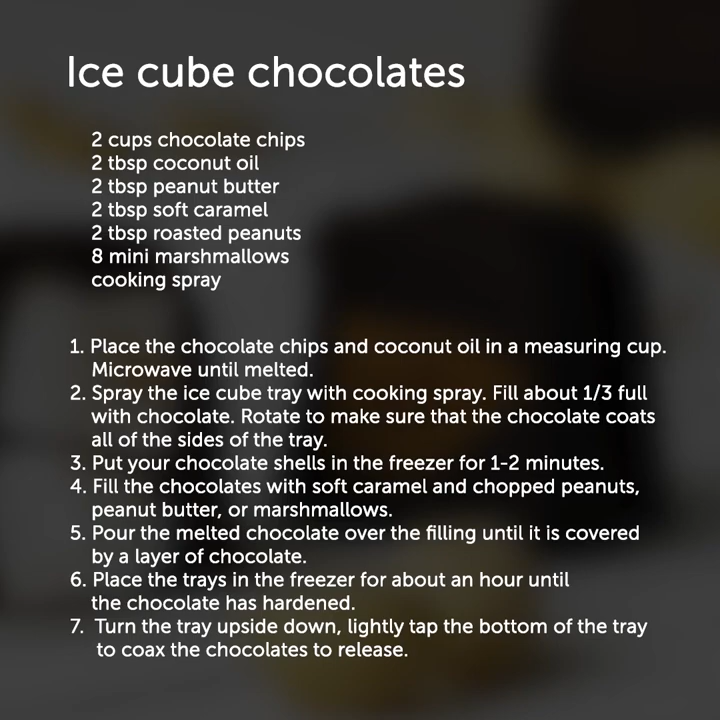 Ice cube chocolates
2 cups chocolate chips
2 tbsp coconut oil
2 tbsp peanut butter
2 tbsp soft caramel
2 tbsp roasted peanuts
8 mini marshmallows
cooking spray
1. Place the chocolate chips and coconut oil in a measuring cup.
Microwave until melted.
2. Spray the ice cube tray with cooking spray. Fill about 1/3 full
with chocolate. Rotate to make sure that the chocolate coats
all of the sides of the tray.
3. Put your chocolate shells in the freezer for 1-2 minutes.
4. Fill the chocolates with soft caramel and chopped peanuts,
peanut butter, or marshmallows.
5. Pour the melted chocolate over the filling until it is covered
by a layer of chocolate.
6. Place the trays in the freezer for about an hour until
the chocolate has hardened.
7. Turn the tray upside down, lightly tap the bottom of the tray
to coax the chocolates to release.